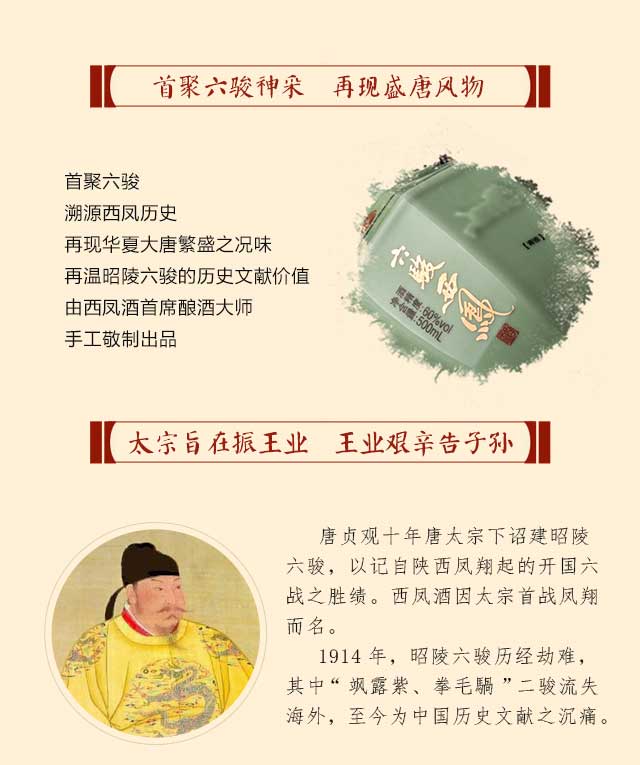 首聚六骏神采 再现盛唐风物
首聚六骏
溯源西凤历史
再现华夏大唐繁盛之况味
再温昭陵六骏的历史文献价值
由西凤酒首席酿酒大师
手工敬制出品
六骏西凤
酒精度:60%vol
净含量:500mL
太宗旨在振王业 王业艰辛告子孙
唐贞观十年唐太宗下诏建昭陵
六骏，以记自陕西凤翔起的开国六
战之胜绩。西凤酒因太宗首战凤翔
而名。
1914 年，昭陵六骏历经劫难，
其中“ 飒露紫、拳毛騧 ”二骏流失
海外，至今为中国历史文献之沉痛。